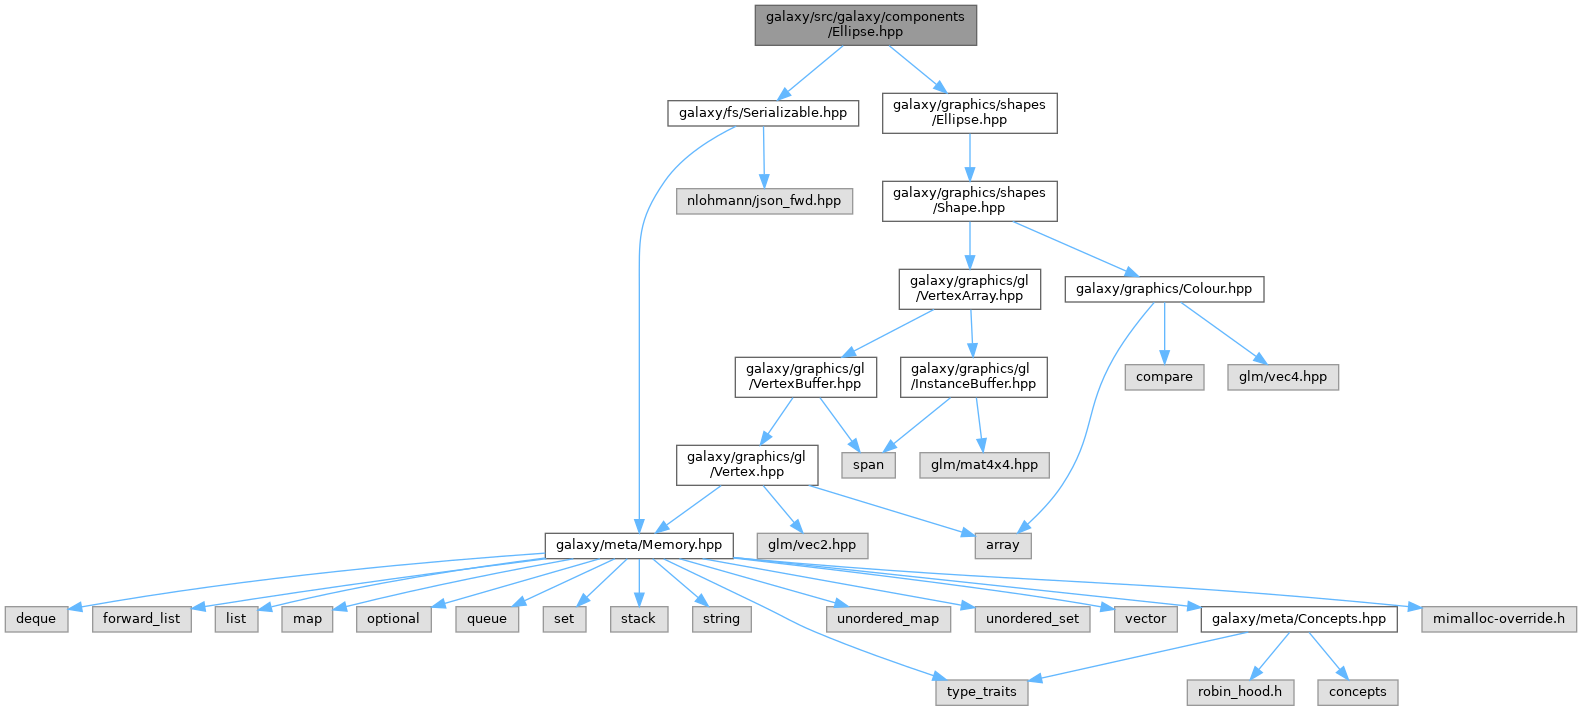 galaxy/src/galaxy/components
/Ellipse.hpp
galaxy/fs/Serializable.hpp
galaxy/graphics/shapes
/Ellipse.hpp
nlohmann/json_fwd.hpp
galaxy/graphics/shapes
/Shape.hpp
galaxy/graphics/gl
/VertexArray.hpp
galaxy/graphics/Colour.hpp
galaxy/graphics/gl
/VertexBuffer.hpp
galaxy/graphics/gl
/InstanceBuffer.hpp
compare
glm/vec4.hpp
galaxy/graphics/gl
/Vertex.hpp
span
glm/mat4x4.hpp
galaxy/meta/Memory.hpp
glm/vec2.hpp
array
deque
forward_list
list
map
optional
queue
set
stack
string
unordered_map
unordered_set
vector
galaxy/meta/Concepts.hpp
mimalloc-override.h
type_traits
robin_hood.h
concepts